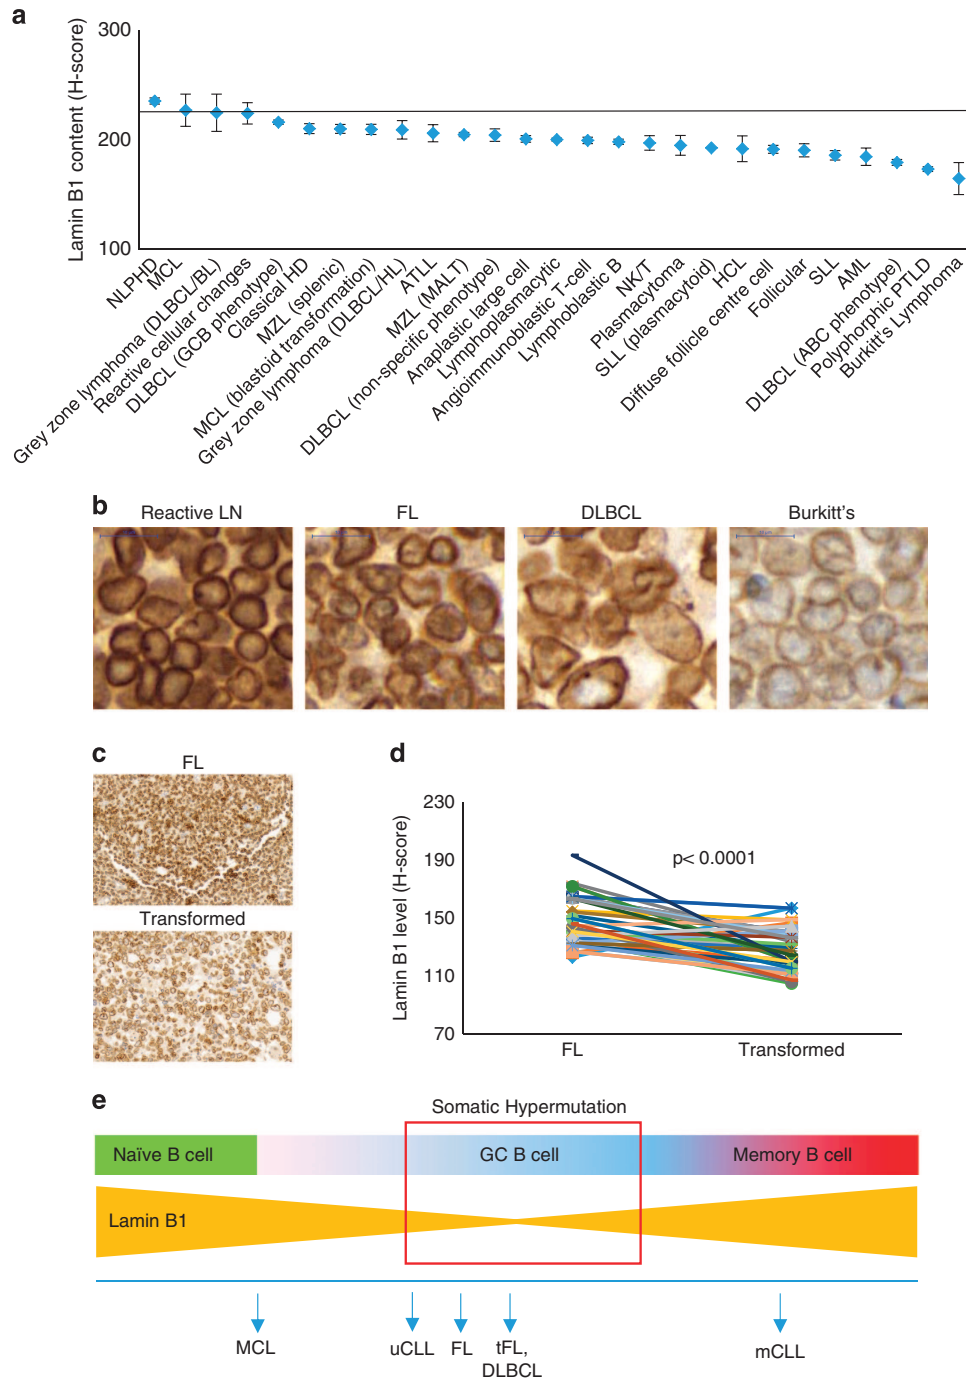 a
300
200
100
Lamin B1 content (H-score)
NLPHD
MCL
Grey zone lymphoma (DLBCL/BL)
Reactive cellular changes
DLBCL (GCB phenotype)
Classical HD
MZL (splenic)
MCL (blastoid transformation)
Grey zone lymphoma (DLBCL/HL)
ATLL
MZL (MALT)
DLBCL (non-specific phenotype)
Anaplastic large cell
Lymphoplasmacytic
Angioimmunoblastic T-cell
Lymphoblastic B
NK/T
Plasmacytoma
SLL (plasmacytoid)
HCL
Diffuse follicle centre cell
Follicular
SLL
AML
DLBCL (ABC phenotype)
Polyphorphic PTLD
Burkitt's Lymphoma
b
Reactive LN
FL
DLBCL
Burkitt's
c
FL
Transformed
d
230
190
150
110
70
Lamin B1 level (H-score)
p< 0.0001
FL
Transformed
e
Somatic Hypermutation
Naïve B cell
GC B cell
Memory B cell
Lamin B1
MCL
uCLL
FL
tFL,
DLBCL
mCLL